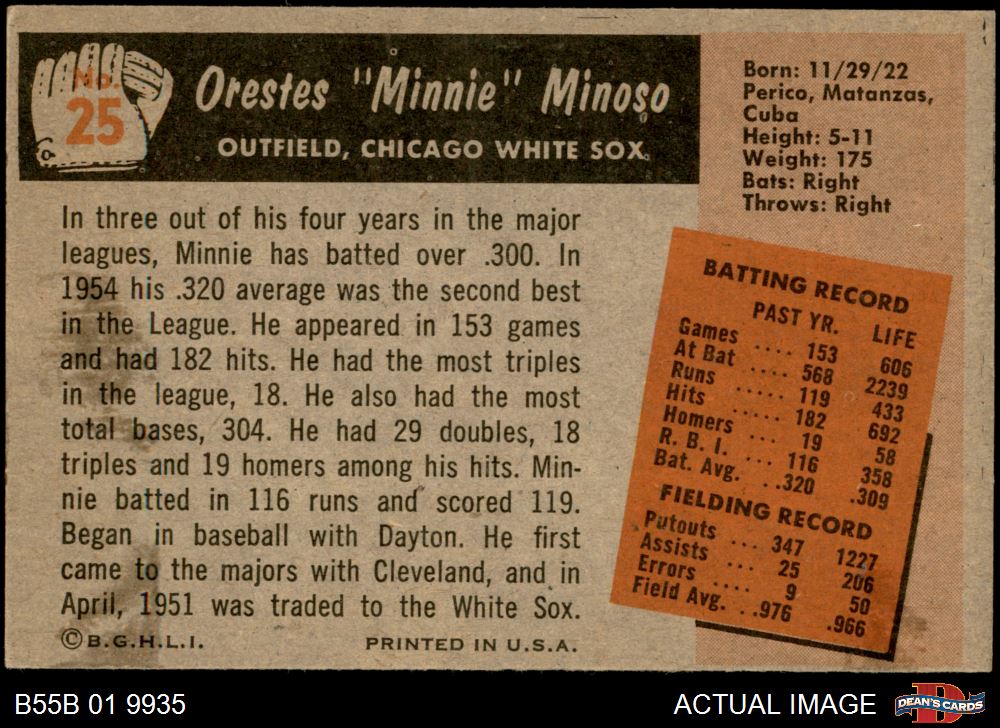 No.
25
Orestes "Minnie" Minoso
OUTFIELD, CHICAGO WHITE SOX.
Born: 11/29/22
Perico, Matanzas,
Cuba
Height: 5-11
Weight: 175
Bats: Right
Throws: Right
In three out of his four years in the major
leagues, Minnie has batted over .300. In
1954 his .320 average was the second best
in the League. He appeared in 153 games
and had 182 hits. He had the most triples
in the league, 18. He also had the most
total bases, 304. He had 29 doubles, 18
triples and 19 homers among his hits. Min-
nie batted in 116 runs and scored 119.
Began in baseball with Dayton. He first
came to the majors with Cleveland, and in
April, 1951 was traded to the White Sox.
©B.G.H.L.I. PRINTED IN U.S.A.
BATTING RECORD
PAST YR. LIFE
Games .... 153 606
At Bat .... 568 2239
Runs ..... 119 433
Hits ..... 182 692
Homers ... 19 58
R. B. I. ... 116 358
Bat. Avg. ..320 .309
FIELDING RECORD
Putouts ... 347 1227
Assists ... 25 206
Errors .... 9 50
Field Avg. ..976 .966
B55B 01 9935 ACTUAL IMAGE
D
DEAN'S CARDS